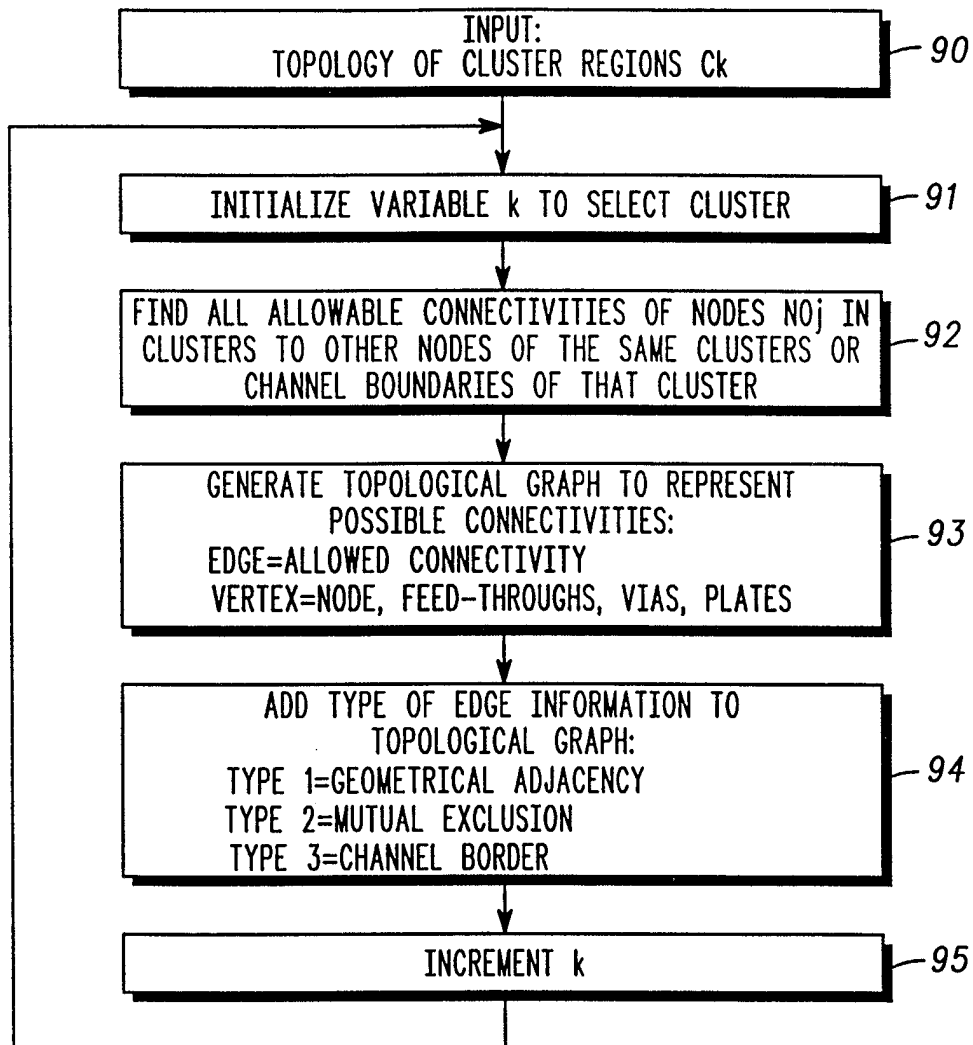 INPUT:
TOPOLOGY OF CLUSTER REGIONS Ck
90
INITIALIZE VARIABLE k TO SELECT CLUSTER
91
FIND ALL ALLOWABLE CONNECTIVITIES OF NODES NOj IN
CLUSTERS TO OTHER NODES OF THE SAME CLUSTERS OR
CHANNEL BOUNDARIES OF THAT CLUSTER
92
GENERATE TOPOLOGICAL GRAPH TO REPRESENT
POSSIBLE CONNECTIVITIES:
EDGE=ALLOWED CONNECTIVITY
VERTEX=NODE, FEED-THROUGHS, VIAS, PLATES
93
ADD TYPE OF EDGE INFORMATION TO
TOPOLOGICAL GRAPH:
TYPE 1=GEOMETRICAL ADJACENCY
TYPE 2=MUTUAL EXCLUSION
TYPE 3=CHANNEL BORDER
94
INCREMENT k
95